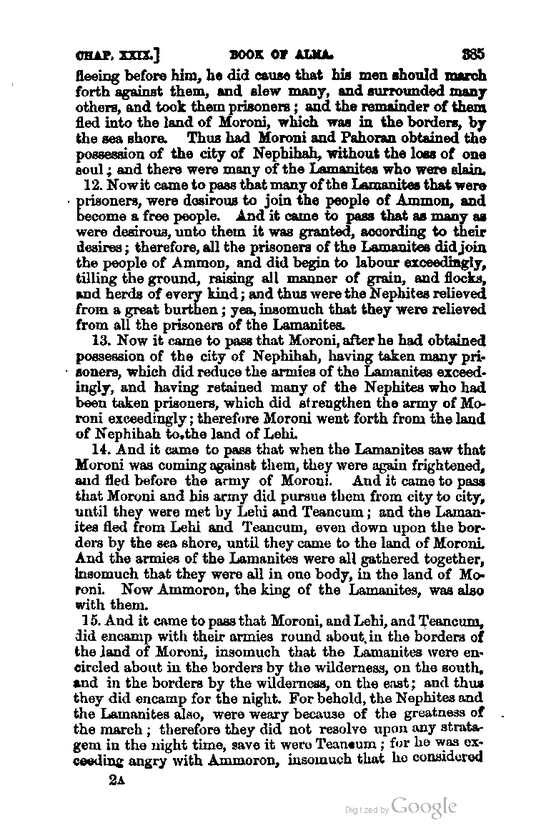 CHAP. XXIX.] BOOK OF ALMA. 385
fleeing before him, he did cause that his men should march
forth against them, and slew many, and surrounded many
others, and took them prisoners; and the remainder of them
fled into the land of Moroni, which was in the borders, by
the sea shore. Thus had Moroni and Pahoran obtained the
possession of the city of Nephihah, without the loss of one
soul; and there were many of the Lamanites who were slain.
12. Now it came to pass that many of the Lamanites that were
prisoners, were desirous to join the people of Ammon, and
become a free people. And it came to pass that as many as
were desirous, unto them it was granted, according to their
desires; therefore, all the prisoners of the Lamanites did join
the people of Ammon, and did begin to labour exceedingly,
tilling the ground, raising all manner of grain, and flocks,
and herds of every kind; and thus were the Nephites relieved
from a great burthen; yea, insomuch that they were relieved
from all the prisoners of the Lamanites.
13. Now it came to pass that Moroni, after he had obtained
possession of the city of Nephihah, having taken many pri-
soners, which did reduce the armies of the Lamanites exceed-
ingly, and having retained many of the Nephites who had
been taken prisoners, which did strengthen the army of Mo-
roni exceedingly; therefore Moroni went forth from the land
of Nephihah to the land of Lehi.
14. And it came to pass that when the Lamanites saw that
Moroni was coming against them, they were again frightened,
and fled before the army of Moroni. And it came to pass
that Moroni and his army did pursue them from city to city,
until they were met by Lehi and Teancum; and the Laman-
ites fled from Lehi and Teancum, even down upon the bor-
ders by the sea shore, until they came to the land of Moroni.
And the armies of the Lamanites were all gathered together,
insomuch that they were all in one body, in the land of Mo-
roni. Now Ammoron, the king of the Lamanites, was also
with them.
15. And it came to pass that Moroni, and Lehi, and Teancum,
did encamp with their armies round about in the borders of
the land of Moroni, insomuch that the Lamanites were en-
circled about in the borders by the wilderness, on the south,
and in the borders by the wilderness, on the east; and thus
they did encamp for the night. For behold, the Nephites and
the Lamanites also, were weary because of the greatness of
the march; therefore they did not resolve upon any strata-
gem in the night time, save it were Teancum; for he was ex-
ceeding angry with Ammoron, insomuch that he considered
2A
Digitized by Google